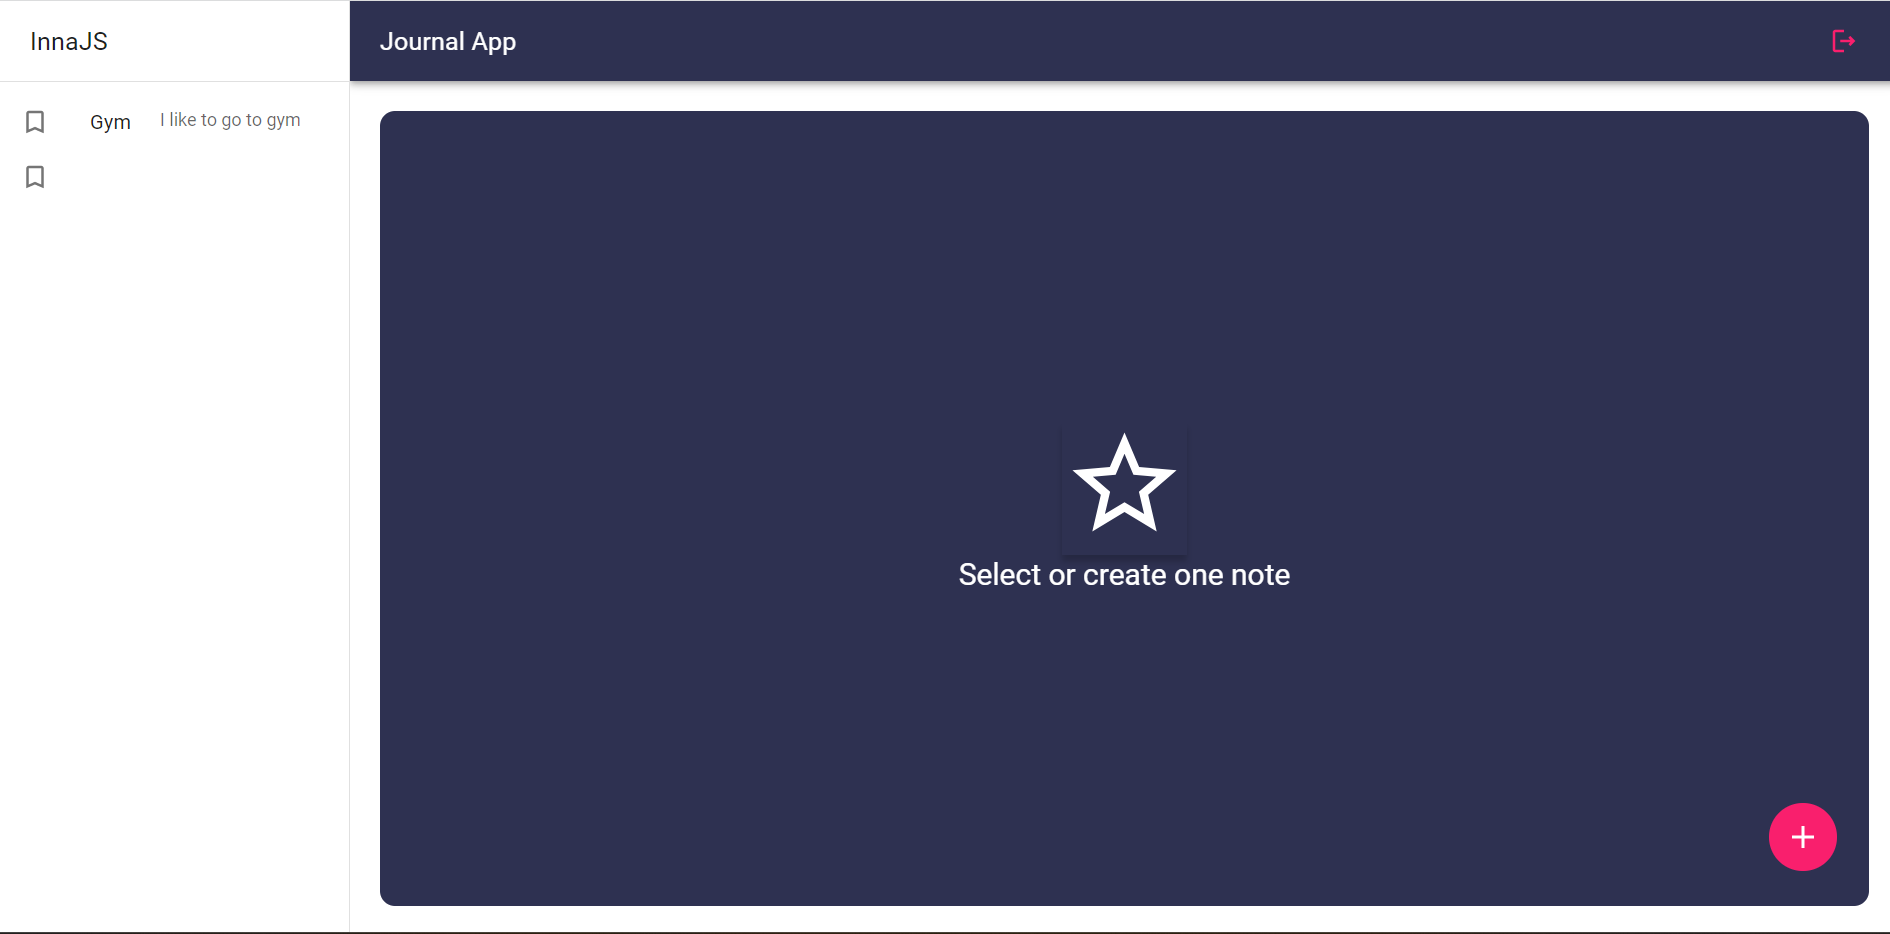 InnaJS
Journal App
Gym I like to go to gym
Select or create one note